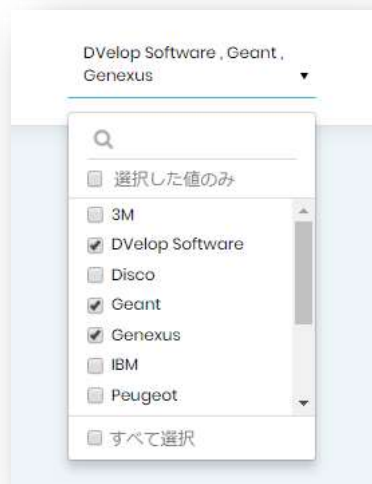 DVelop Software , Geant ,
Genexus
選択した値のみ
3M
DVelop Software
Disco
Geant
Genexus
IBM
Peugeot
すべて選択